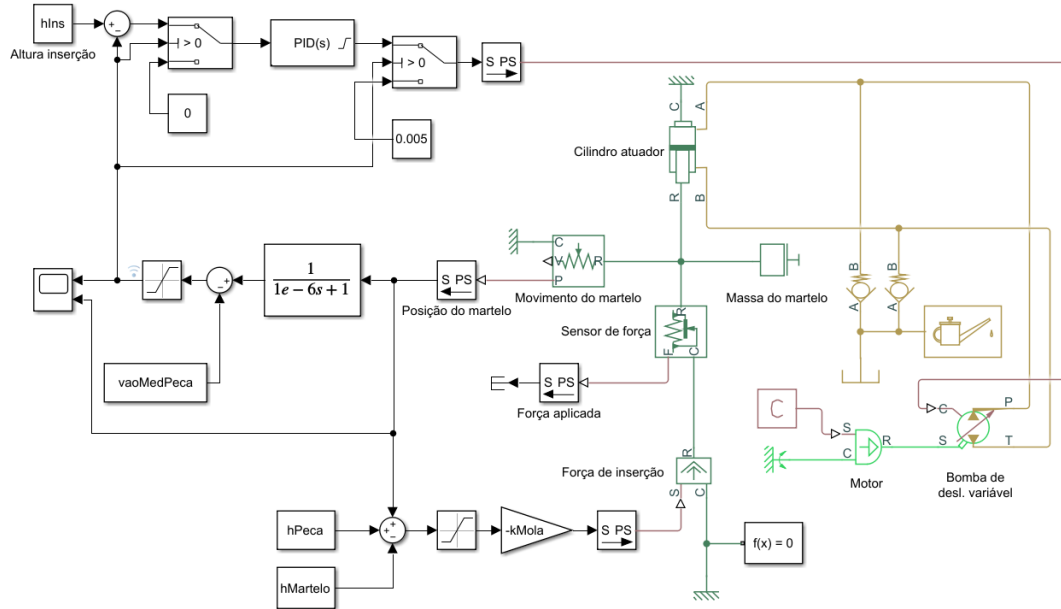 hIns
Altura inserção
+
−
> 0
0
PID(s)
> 0
0.005
S PS
C
A
Cilindro atuador
R
B
1
1e − 6s + 1
S PS
Posição do martelo
C
V
R
P
Movimento do martelo
Massa do martelo
−
+
vaoMedPeca
Sensor de força
R
F
C
S PS
Força aplicada
B
B
A
A
C
S
C
R
Motor
C
P
S
T
Bomba de
desl. variável
Força de inserção
R
S
C
hPeca
+
+
−
hMartelo
-kMola
S PS
f(x) = 0